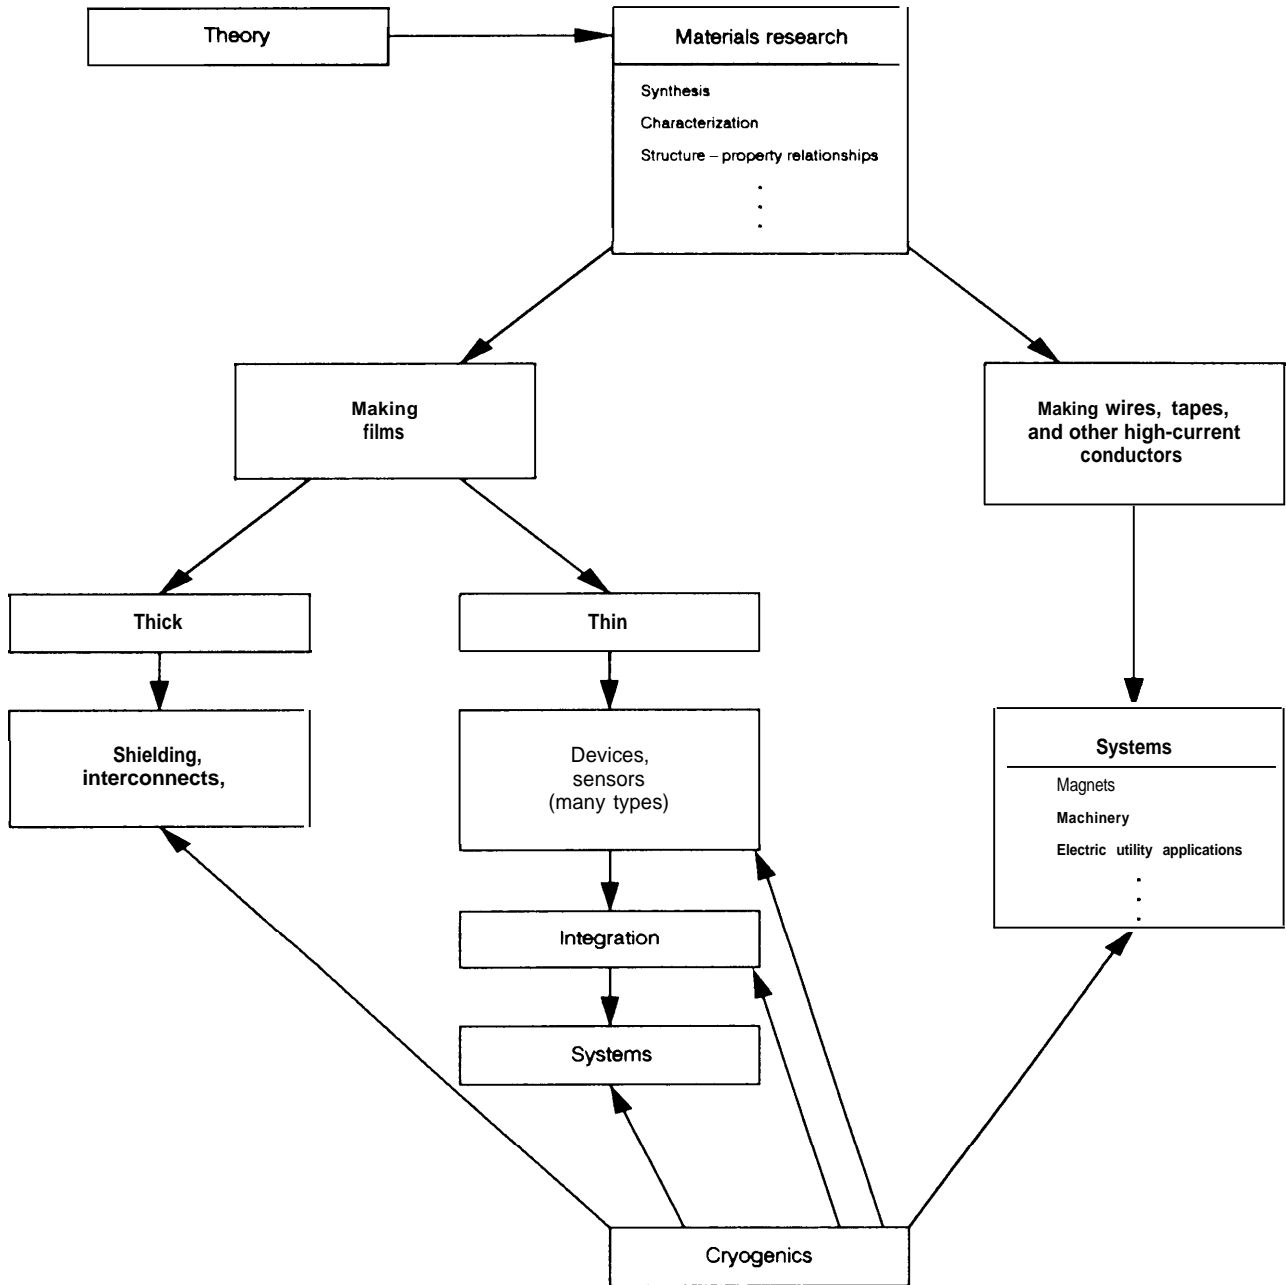 Theory
Materials research
Synthesis
Characterization
Structure – property relationships
Making
films
Making wires, tapes,
and other high-current
conductors
Thick
Thin
Shielding,
interconnects,
Devices,
sensors
(many types)
Systems
Magnets
Machinery
Electric utility applications
Integration
Systems
Cryogenics